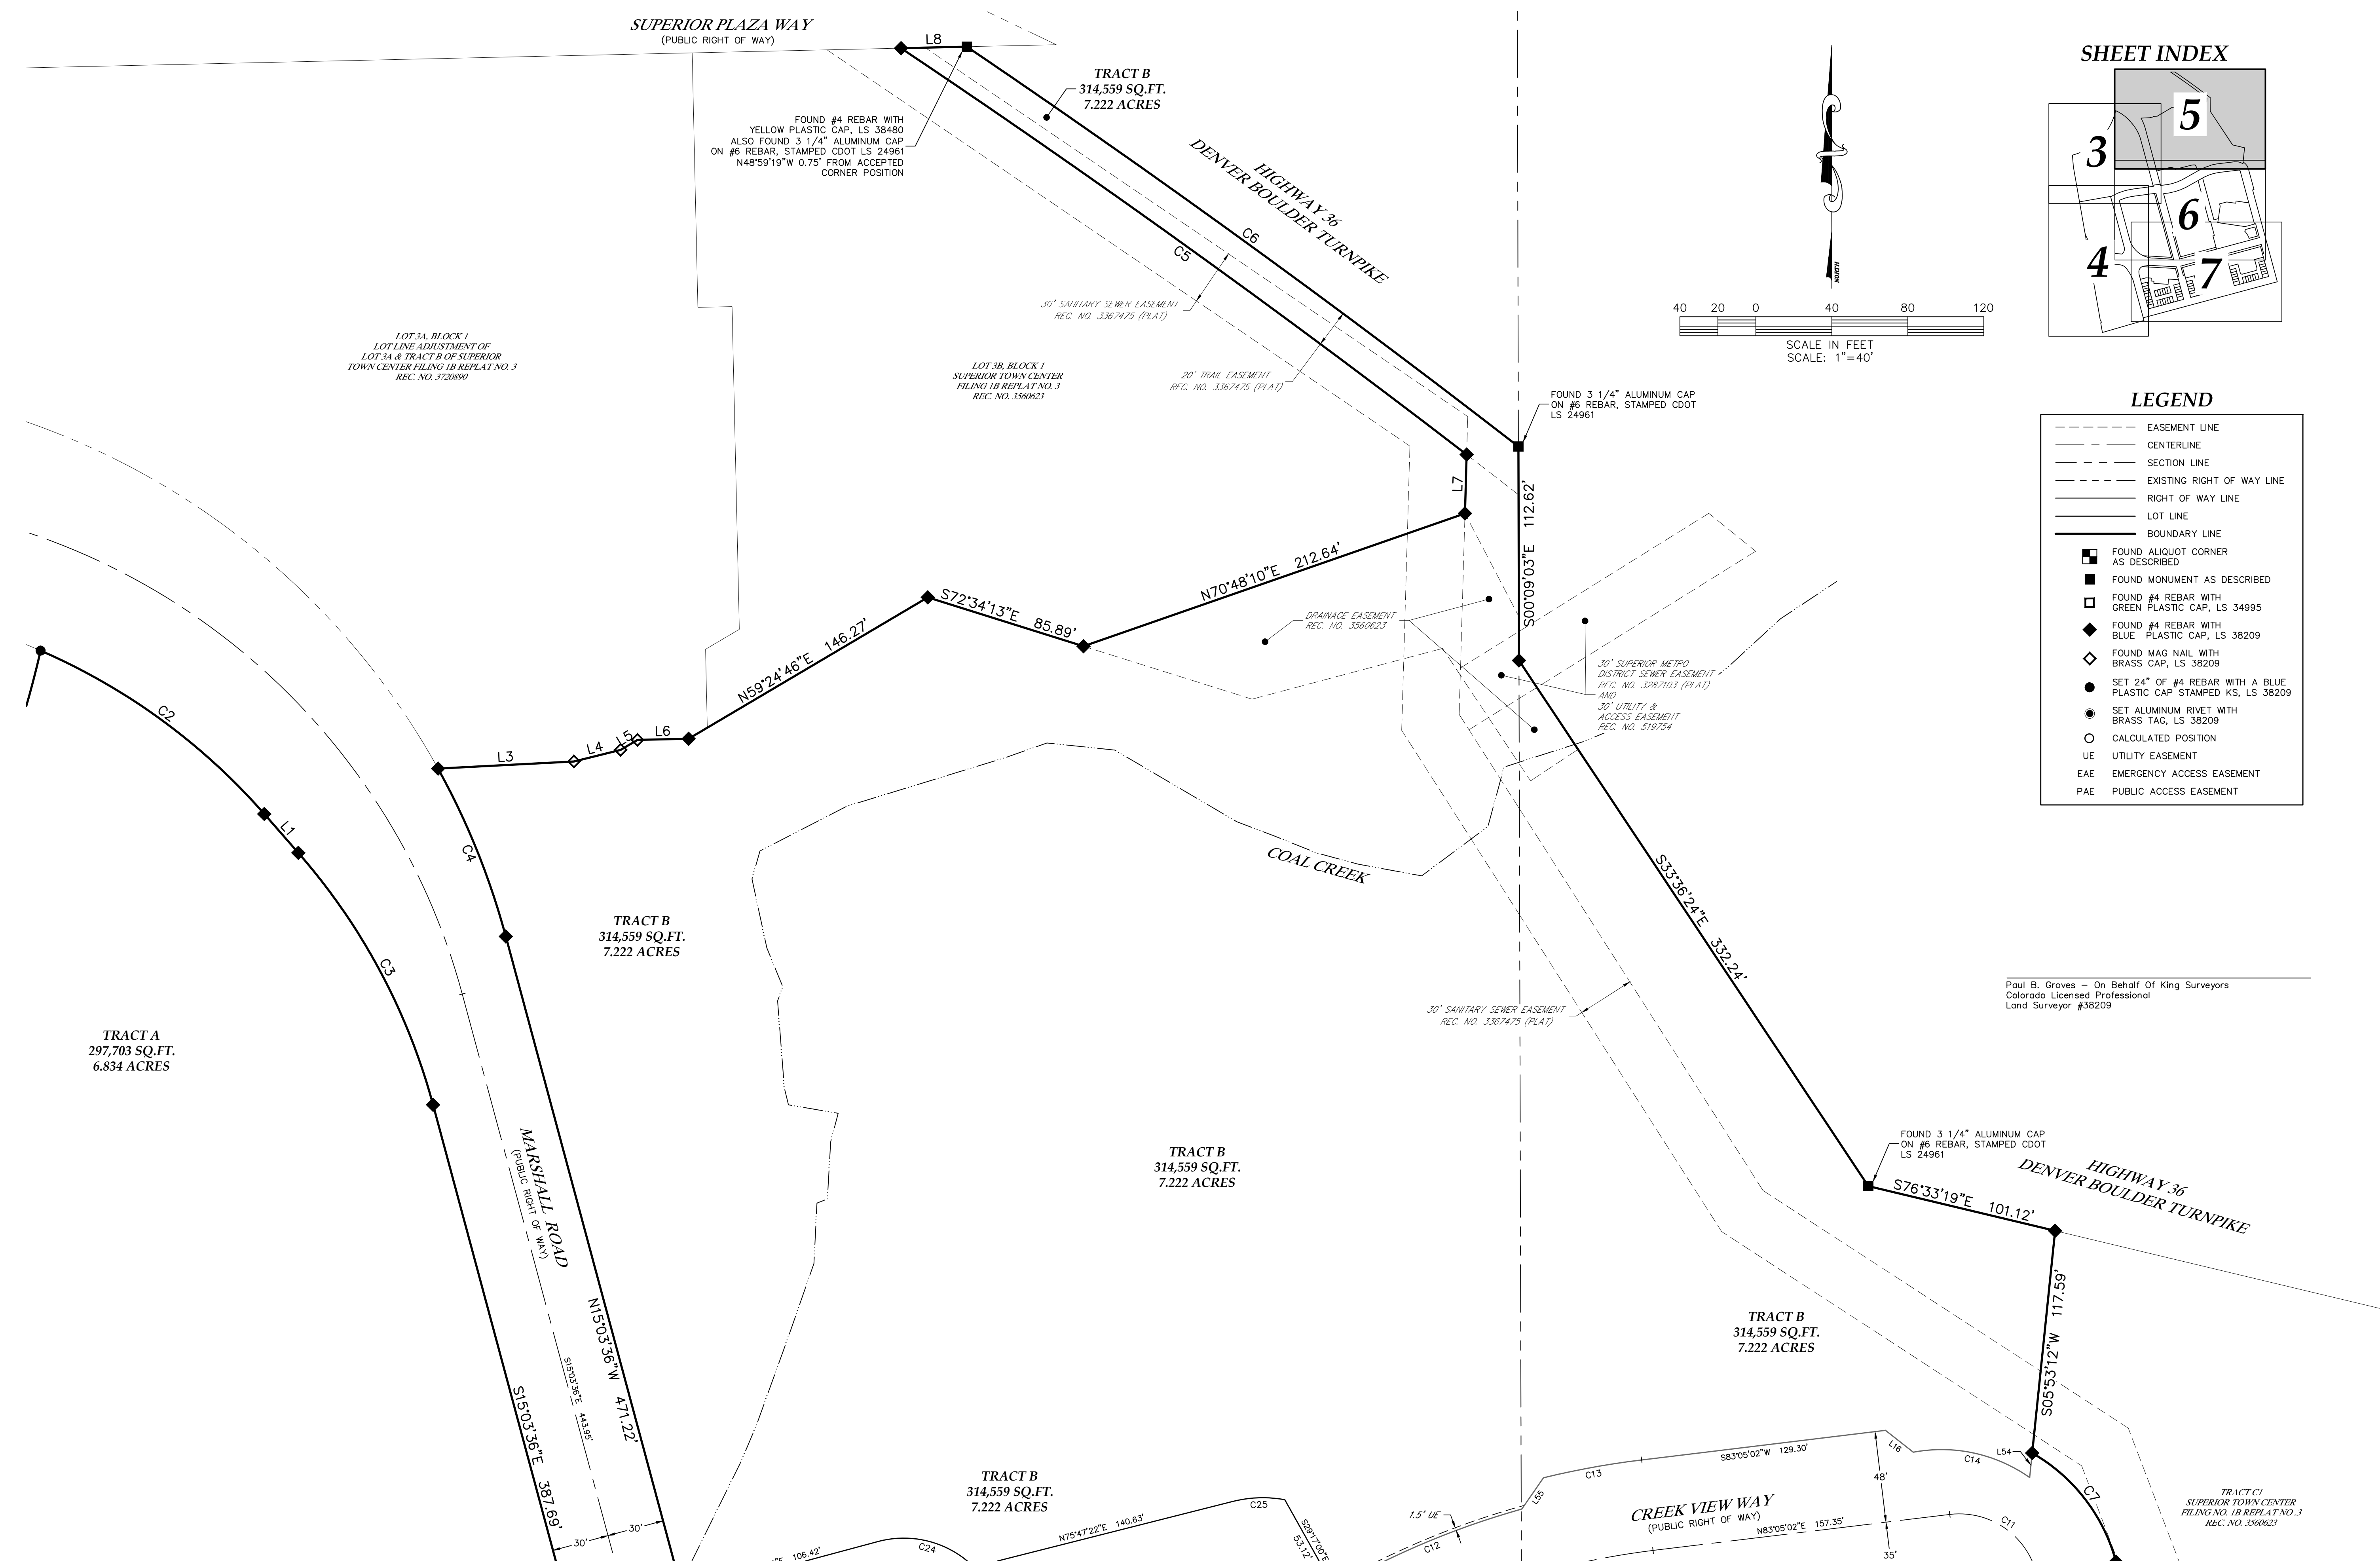 SUPERIOR PLAZA WAY
(PUBLIC RIGHT OF WAY)
L8
TRACT B
314,559 SQ.FT.
7.222 ACRES
FOUND #4 REBAR WITH
YELLOW PLASTIC CAP, LS 38480
ALSO FOUND 3 1/4" ALUMINUM CAP
ON #6 REBAR, STAMPED CDOT LS 24961
N48°59'19"W 0.75' FROM ACCEPTED
CORNER POSITION
HIGHWAY 36
DENVER BOULDER TURNPIKE
C6
C5
30' SANITARY SEWER EASEMENT
REC. NO. 3367475 (PLAT)
20' TRAIL EASEMENT
REC. NO. 3367475 (PLAT)
LOT 3A, BLOCK 1
LOT LINE ADJUSTMENT OF
LOT 3A & TRACT B OF SUPERIOR
TOWN CENTER FILING 1B REPLAT NO. 3
REC. NO. 3720890
LOT 3B, BLOCK 1
SUPERIOR TOWN CENTER
FILING 1B REPLAT NO. 3
REC. NO. 3560623
NORTH
40 20 0 40 80 120
SCALE IN FEET
SCALE: 1"=40'
SHEET INDEX
5
3
6
4
7
FOUND 3 1/4" ALUMINUM CAP
ON #6 REBAR, STAMPED CDOT
LS 24961
LEGEND
EASEMENT LINE
CENTERLINE
SECTION LINE
EXISTING RIGHT OF WAY LINE
RIGHT OF WAY LINE
LOT LINE
BOUNDARY LINE
FOUND ALIQUOT CORNER
AS DESCRIBED
FOUND MONUMENT AS DESCRIBED
FOUND #4 REBAR WITH
GREEN PLASTIC CAP, LS 34995
FOUND #4 REBAR WITH
BLUE PLASTIC CAP, LS 38209
FOUND MAG NAIL WITH
BRASS CAP, LS 38209
SET 24" OF #4 REBAR WITH A BLUE
PLASTIC CAP STAMPED KS, LS 38209
SET ALUMINUM RIVET WITH
BRASS TAG, LS 38209
CALCULATED POSITION
UE UTILITY EASEMENT
EAE EMERGENCY ACCESS EASEMENT
PAE PUBLIC ACCESS EASEMENT
L7
S00°09'03"E 112.62'
N70°48'10"E 212.64'
S72°34'13"E 85.89'
N59°24'46"E 146.27'
DRAINAGE EASEMENT
REC. NO. 3560623
30' SUPERIOR METRO
DISTRICT SEWER EASEMENT
REC. NO. 3287103 (PLAT)
AND
30' UTILITY &
ACCESS EASEMENT
REC. NO. 519754
C2
L1
L3
L4
L5
L6
C4
C3
COAL CREEK
S33°36'24"E 332.24'
TRACT B
314,559 SQ.FT.
7.222 ACRES
TRACT A
297,703 SQ.FT.
6.834 ACRES
30' SANITARY SEWER EASEMENT
REC. NO. 3367475 (PLAT)
Paul B. Groves – On Behalf Of King Surveyors
Colorado Licensed Professional
Land Surveyor #38209
FOUND 3 1/4" ALUMINUM CAP
ON #6 REBAR, STAMPED CDOT
LS 24961
HIGHWAY 36
DENVER BOULDER TURNPIKE
S76°33'19"E 101.12'
TRACT B
314,559 SQ.FT.
7.222 ACRES
MARSHALL ROAD
(PUBLIC RIGHT OF WAY)
N15°03'36"W 471.22'
S15°03'36"E 443.95'
S15°03'36"E 387.69'
30'
30'
S05°53'12"W 117.59'
TRACT B
314,559 SQ.FT.
7.222 ACRES
TRACT B
314,559 SQ.FT.
7.222 ACRES
"E 106.42'
C24
N75°47'22"E 140.63'
C25
S29°17'00"E
53.12'
1.5' UE
C12
L55
C13
S83°05'02"W 129.30'
L16
C14
L54
48'
CREEK VIEW WAY
(PUBLIC RIGHT OF WAY)
N83°05'02"E 157.35'
35'
C11
C7
TRACT C1
SUPERIOR TOWN CENTER
FILING NO. 1B REPLAT NO .3
REC. NO. 3560623